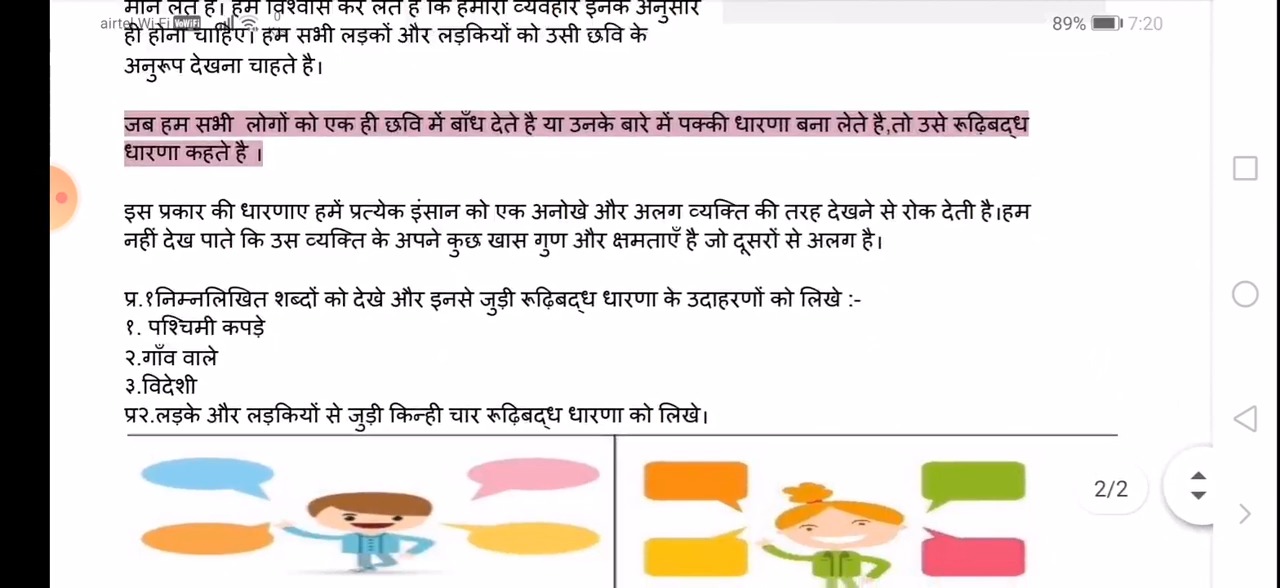 मान लेते है। हम विश्वास कर लेते है कि हमारा व्यवहार इनके अनुसार
airtel Wi Fi VoWiFi 0 89% 7:20
ही होना चाहिए। हम सभी लड़कों और लड़कियों को उसी छवि के
अनुरूप देखना चाहते है।
जब हम सभी लोगों को एक ही छवि में बाँध देते है या उनके बारे में पक्की धारणा बना लेते है,तो उसे रूढ़िबद्ध
धारणा कहते है ।
इस प्रकार की धारणाए हमें प्रत्येक इंसान को एक अनोखे और अलग व्यक्ति की तरह देखने से रोक देती है।हम
नहीं देख पाते कि उस व्यक्ति के अपने कुछ खास गुण और क्षमताएँ है जो दूसरों से अलग है।
प्र.१निम्नलिखित शब्दों को देखे और इनसे जुड़ी रूढ़िबद्ध धारणा के उदाहरणों को लिखे :-
१. पश्चिमी कपड़े
२.गाँव वाले
३.विदेशी
प्र२.लड़के और लड़कियों से जुड़ी किन्ही चार रूढ़िबद्ध धारणा को लिखे।
2/2